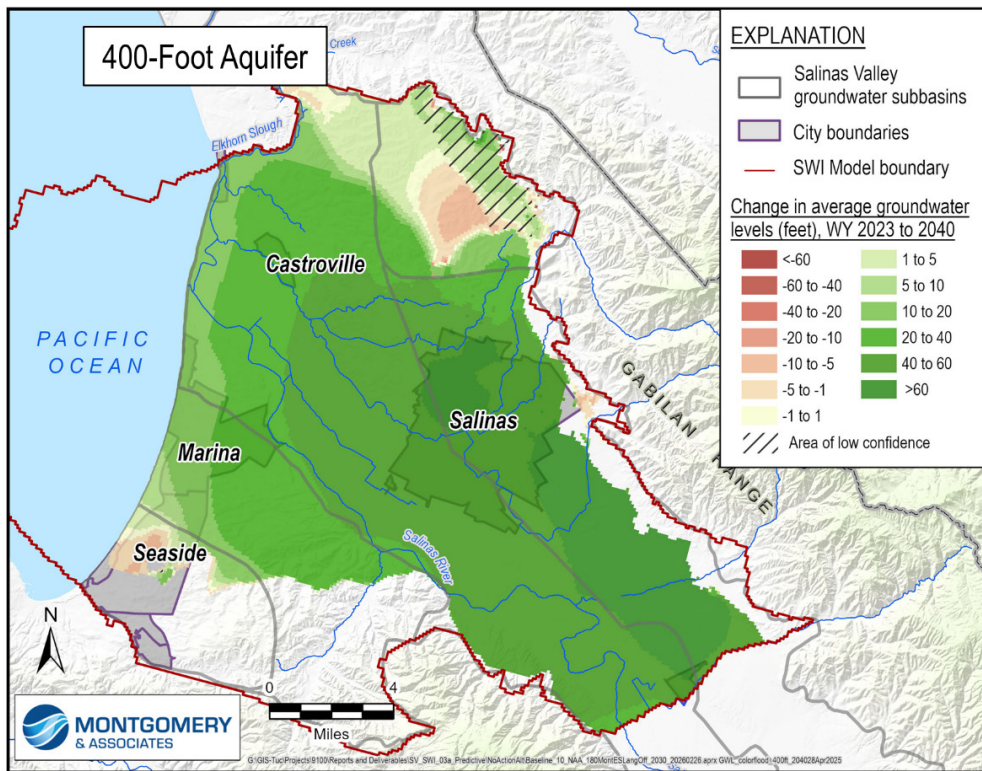 400-Foot Aquifer
Creek
Elkhorn Slough
Castroville
PACIFIC
OCEAN
Salinas
Marina
Seaside
Salinas River
GABILAN RANGE
N
0 4
Miles
MONTGOMERY
& ASSOCIATES
EXPLANATION
Salinas Valley
groundwater subbasins
City boundaries
SWI Model boundary
Change in average groundwater
levels (feet), WY 2023 to 2040
<-60
-60 to -40
-40 to -20
-20 to -10
-10 to -5
-5 to -1
-1 to 1
1 to 5
5 to 10
10 to 20
20 to 40
40 to 60
>60
Area of low confidence